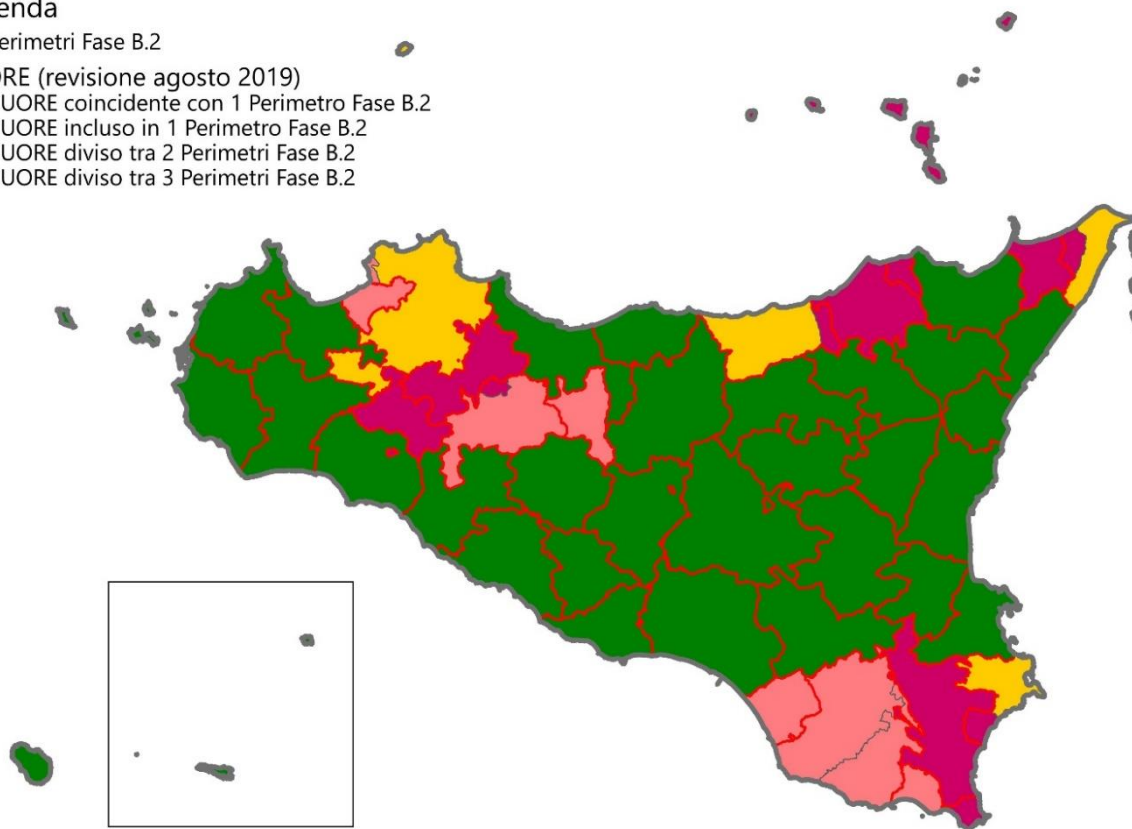 enda
erimetri Fase B.2
RE (revisione agosto 2019)
UORE coincidente con 1 Perimetro Fase B.2
UORE incluso in 1 Perimetro Fase B.2
UORE diviso tra 2 Perimetri Fase B.2
UORE diviso tra 3 Perimetri Fase B.2